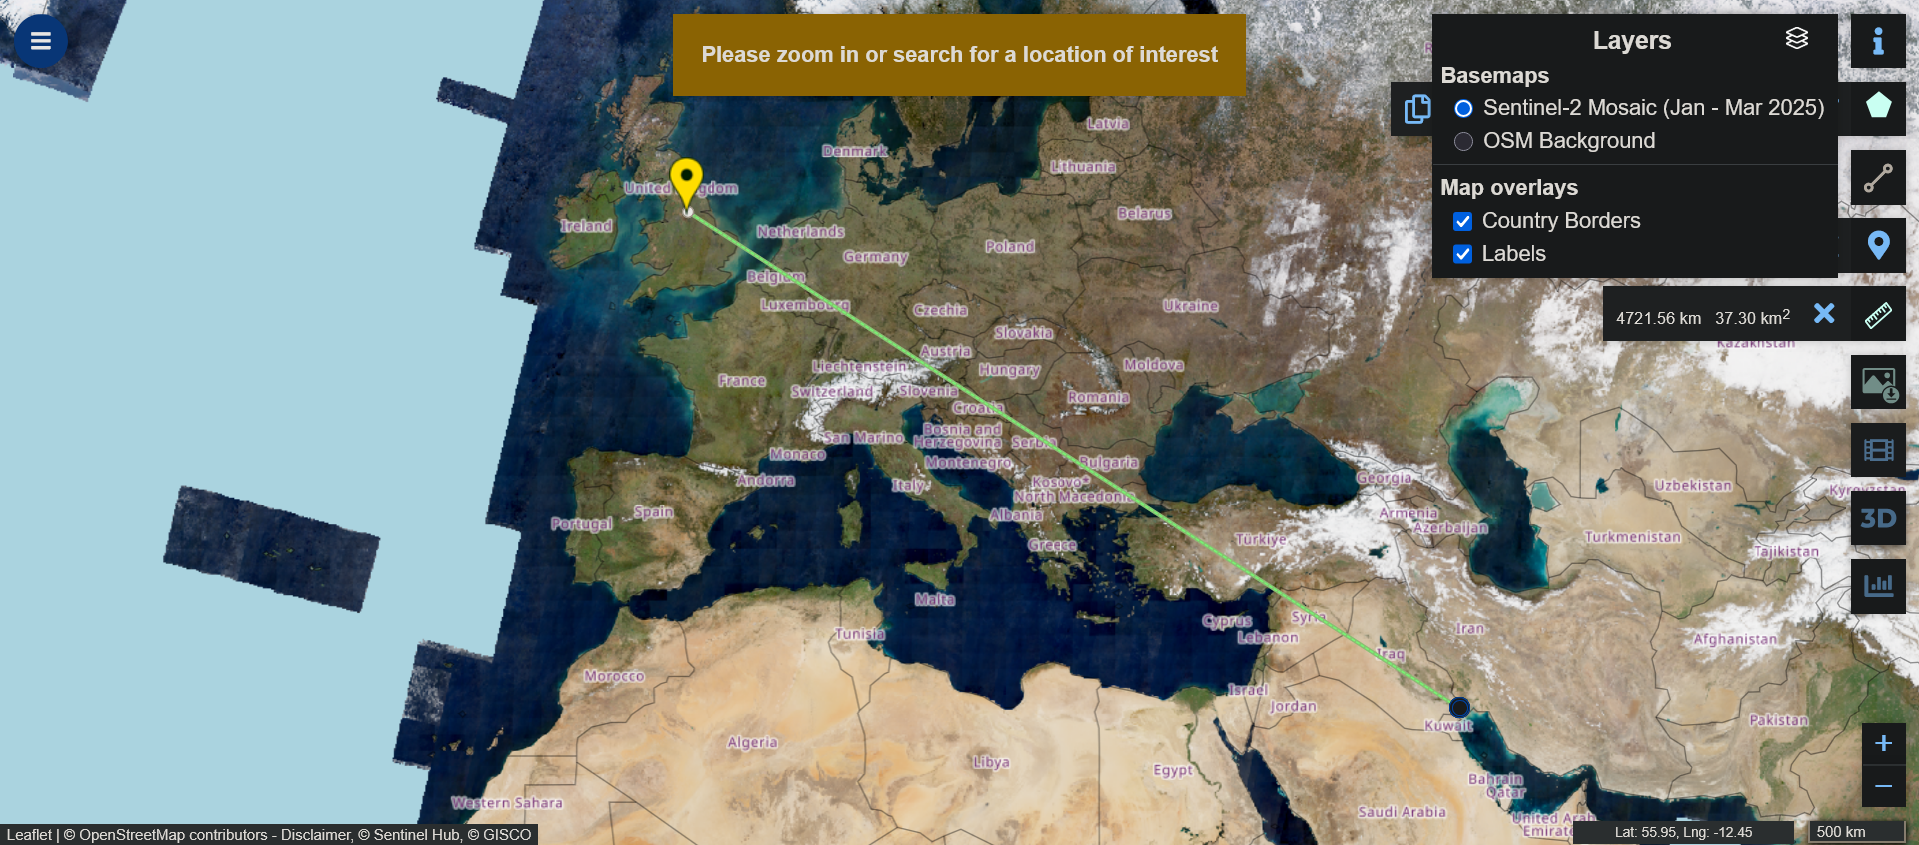 Please zoom in or search for a location of interest
Layers
Basemaps
Sentinel-2 Mosaic (Jan - Mar 2025)
OSM Background
Map overlays
Country Borders
Labels
4721.56 km 37.30 km2
3D
Latvia
Denmark
Lithuania
United Kingdom
Ireland
Belarus
Netherlands
Poland
Germany
Belgium
Luxembourg
Czechia
Ukraine
Slovakia
Kazakhstan
Austria
Liechtenstein
Hungary
Moldova
France
Switzerland
Slovenia
Romania
Croatia
Bosnia and
Herzegovina
San Marino
Serbia
Monaco
Montenegro
Bulgaria
Andorra
Italy
Kosovo*
North Macedonia
Georgia
Uzbekistan
Kyrgyzstan
Spain
Portugal
Albania
Armenia
Azerbaijan
Greece
Türkiye
Turkmenistan
Tajikistan
Malta
Cyprus
Syria
Tunisia
Lebanon
Iran
Afghanistan
Iraq
Morocco
Israel
Jordan
Kuwait
Pakistan
Algeria
Libya
Egypt
Bahrain
Qatar
Western Sahara
Saudi Arabia
United Arab
Emirates
Leaflet | © OpenStreetMap contributors - Disclaimer, © Sentinel Hub, © GISCO
Lat: 55.95, Lng: -12.45
500 km